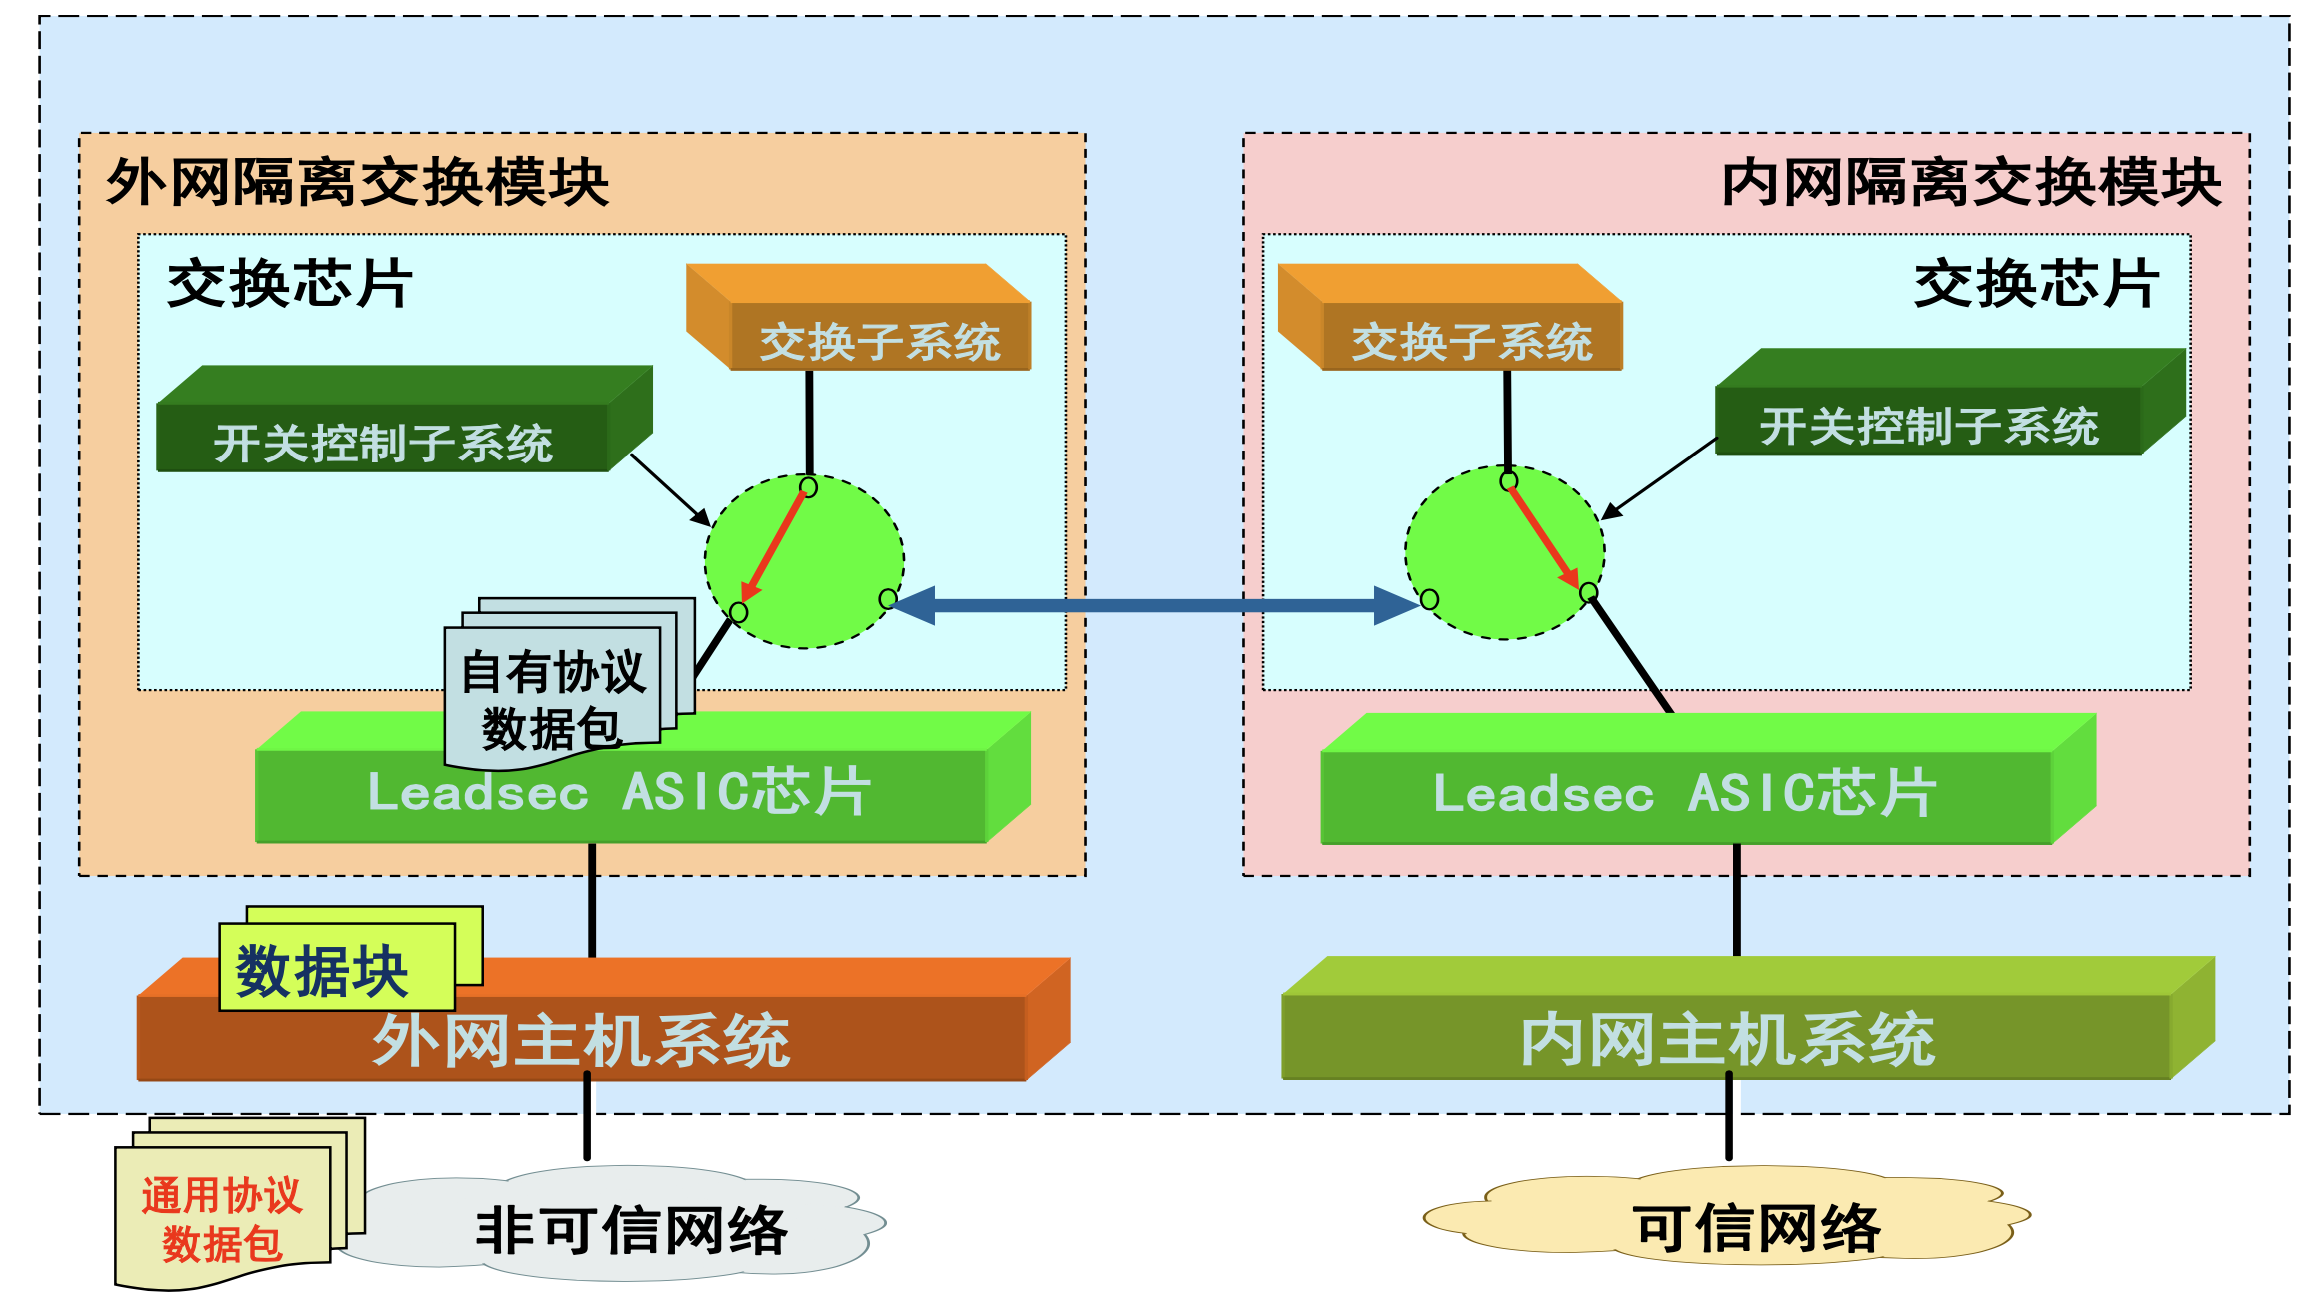 外网隔离交换模块
内网隔离交换模块
交换芯片
交换芯片
交换子系统
交换子系统
开关控制子系统
开关控制子系统
自有协议
数据包
Leadsec ASIC芯片
Leadsec ASIC芯片
数据块
外网主机系统
内网主机系统
通用协议
数据包
非可信网络
可信网络